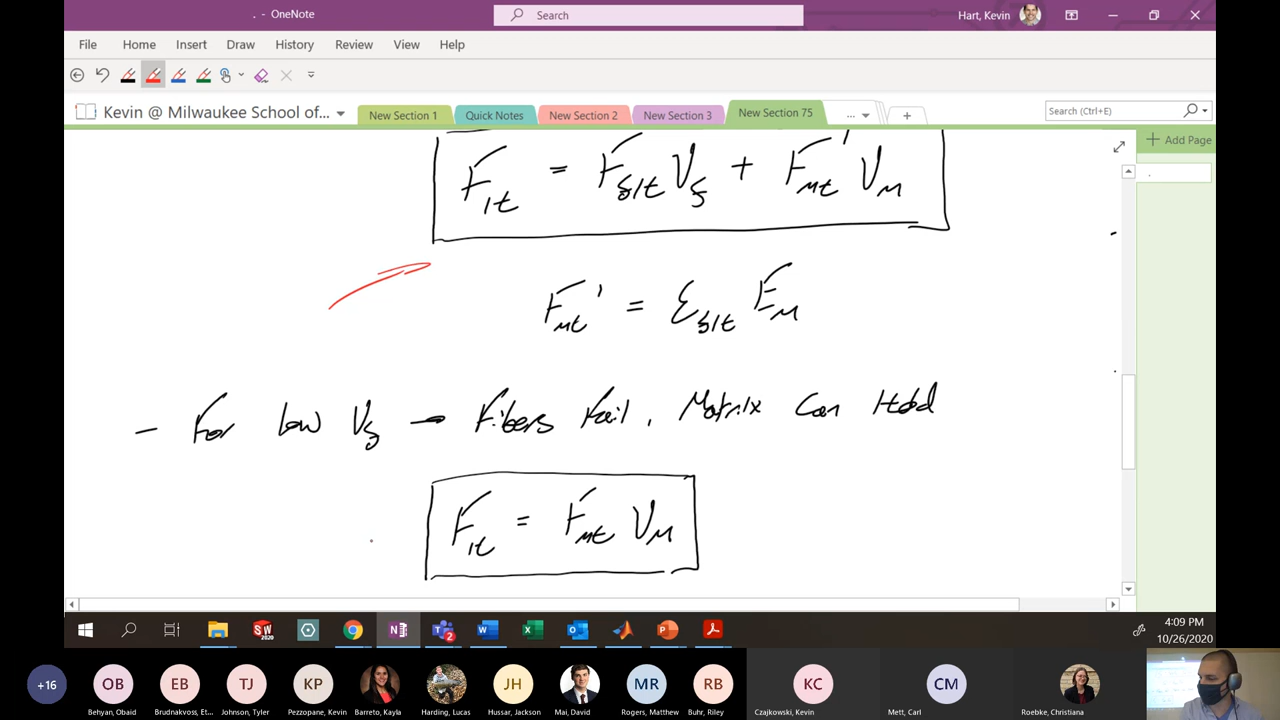 . - OneNote
Search
Hart, Kevin
File Home Insert Draw History Review View Help
Kevin @ Milwaukee School of... New Section 1 Quick Notes New Section 2 New Section 3 New Section 75 ... Search (Ctrl+E)
Add Page
.
F1t = Ff1t Vf + Fmt' Vm
Fmt' = εf1t Em
- For Low Vf → Fibers Fail, Matrix Can Hold
F1t = Fmt Vm
4:09 PM
10/26/2020
+16 OB EB TJ KP JH MR RB KC CM
Behyan, Obaid Brudnakvoss, Et... Johnson, Tyler Pezzopane, Kevin Barreto, Kayla Harding, Lucas Hussar, Jackson Mai, David Rogers, Matthew Buhr, Riley Czajkowski, Kevin Mett, Carl Roebke, Christiana